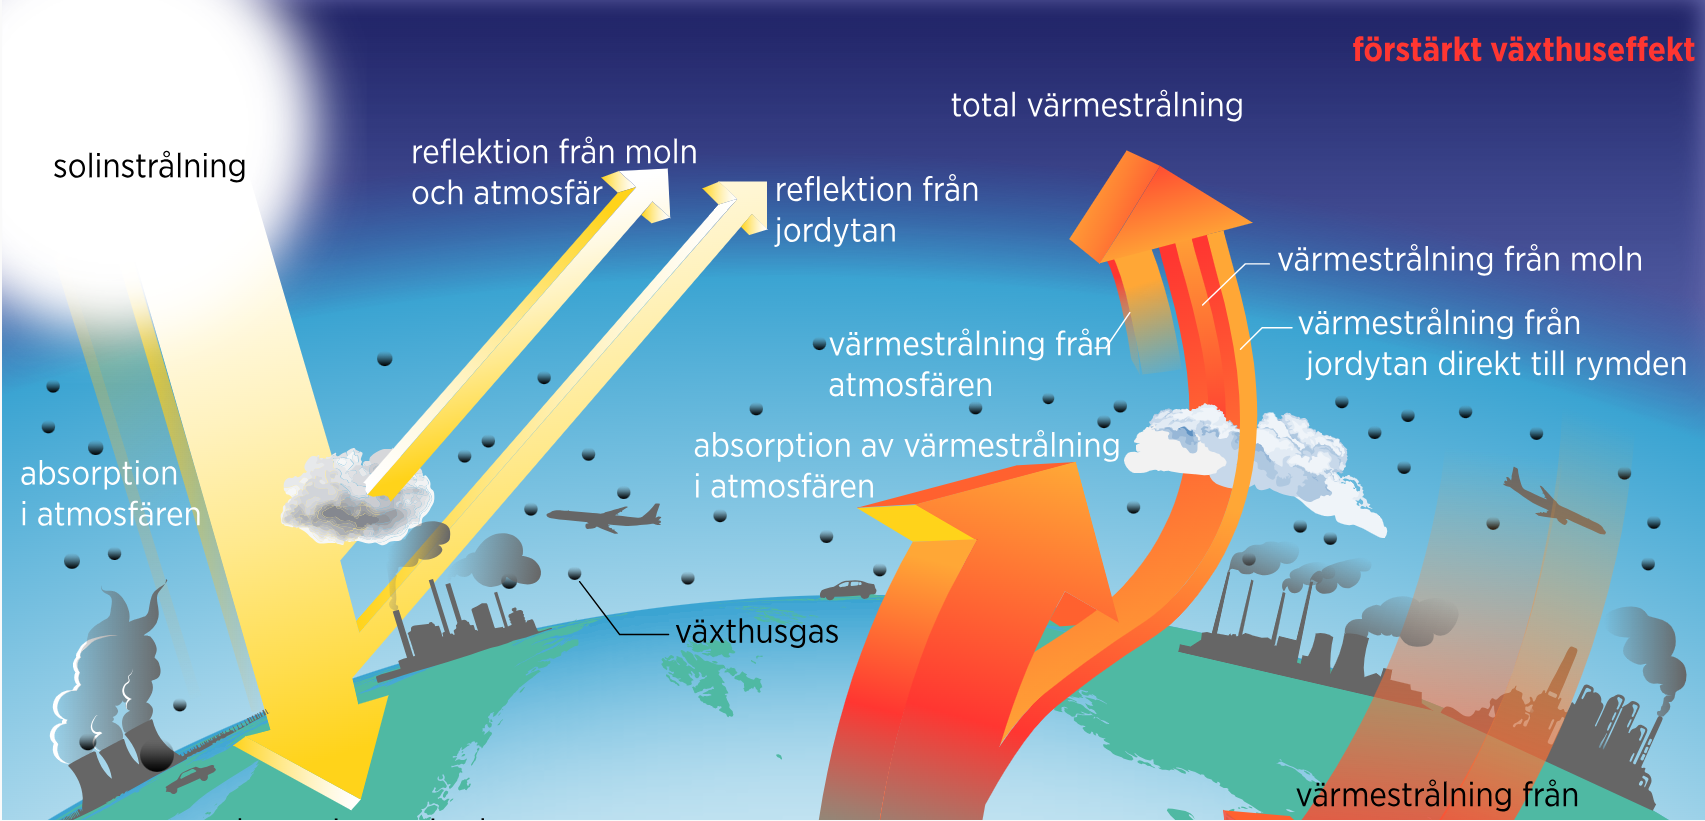 förstärkt växthuseffekt
total värmestrålning
solinstrålning
reflektion från moln
och atmosfär
reflektion från
jordytan
värmestrålning från moln
värmestrålning från
jordytan direkt till rymden
värmestrålning från
atmosfären
absorption av värmestrålning
i atmosfären
absorption
i atmosfären
växthusgas
värmestrålning från